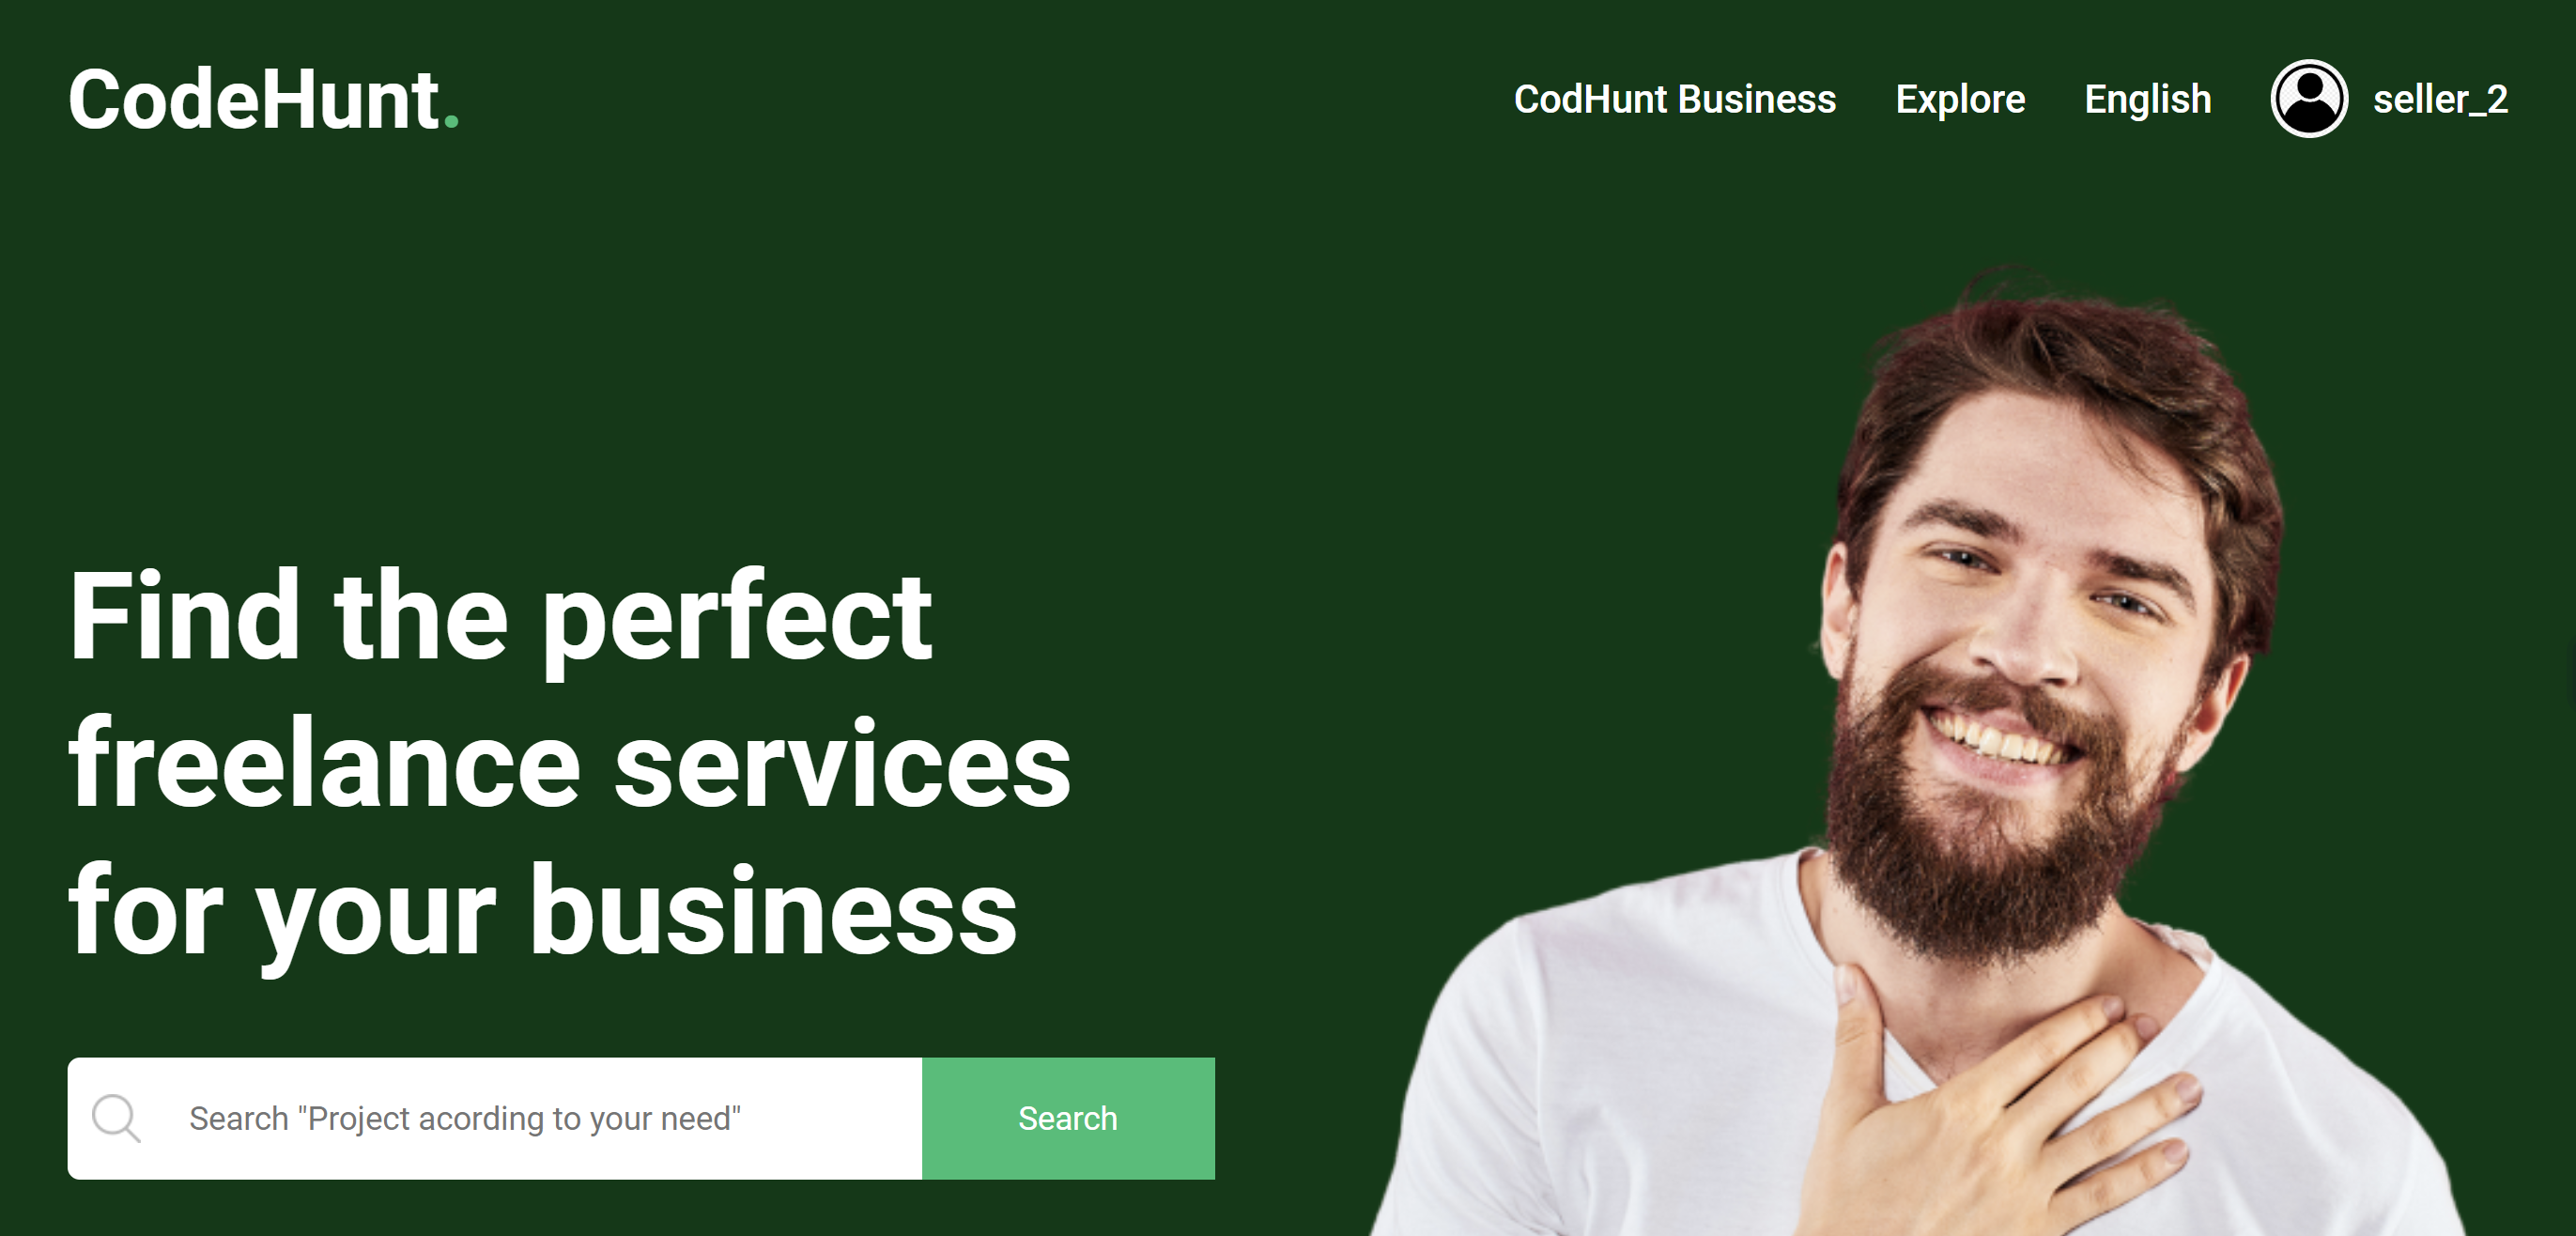 CodeHunt.
CodHunt Business
Explore
English
seller_2
Find the perfect
freelance services
for your business
Search "Project acording to your need"
Search